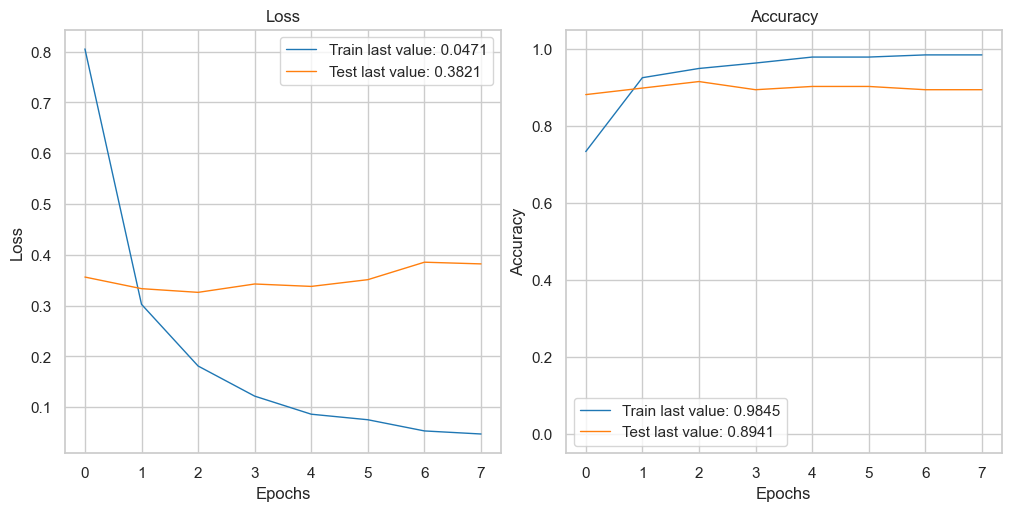 Loss
Train last value: 0.0471
Test last value: 0.3821
0.8
0.7
0.6
0.5
0.4
0.3
0.2
0.1
Loss
0 1 2 3 4 5 6 7
Epochs
Accuracy
1.0
0.8
0.6
0.4
0.2
0.0
Accuracy
Train last value: 0.9845
Test last value: 0.8941
0 1 2 3 4 5 6 7
Epochs